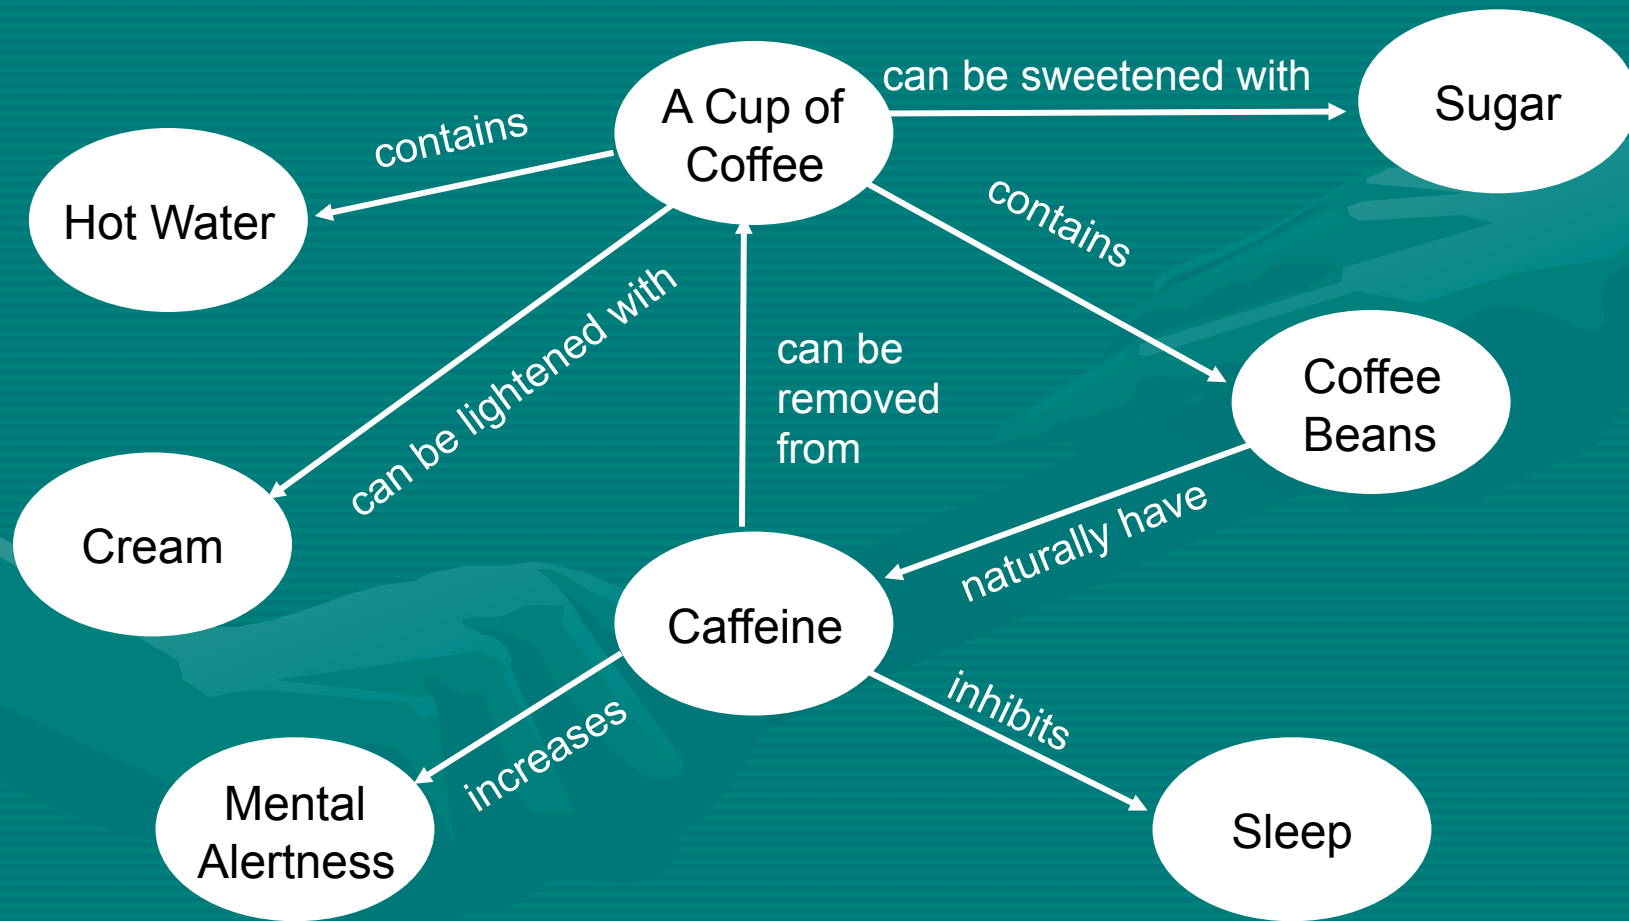 can be sweetened with
Sugar
A Cup of
Coffee
contains
Hot Water
contains
can be lightened with
can be
removed
from
Coffee
Beans
naturally have
Cream
Caffeine
increases
inhibits
Mental
Alertness
Sleep